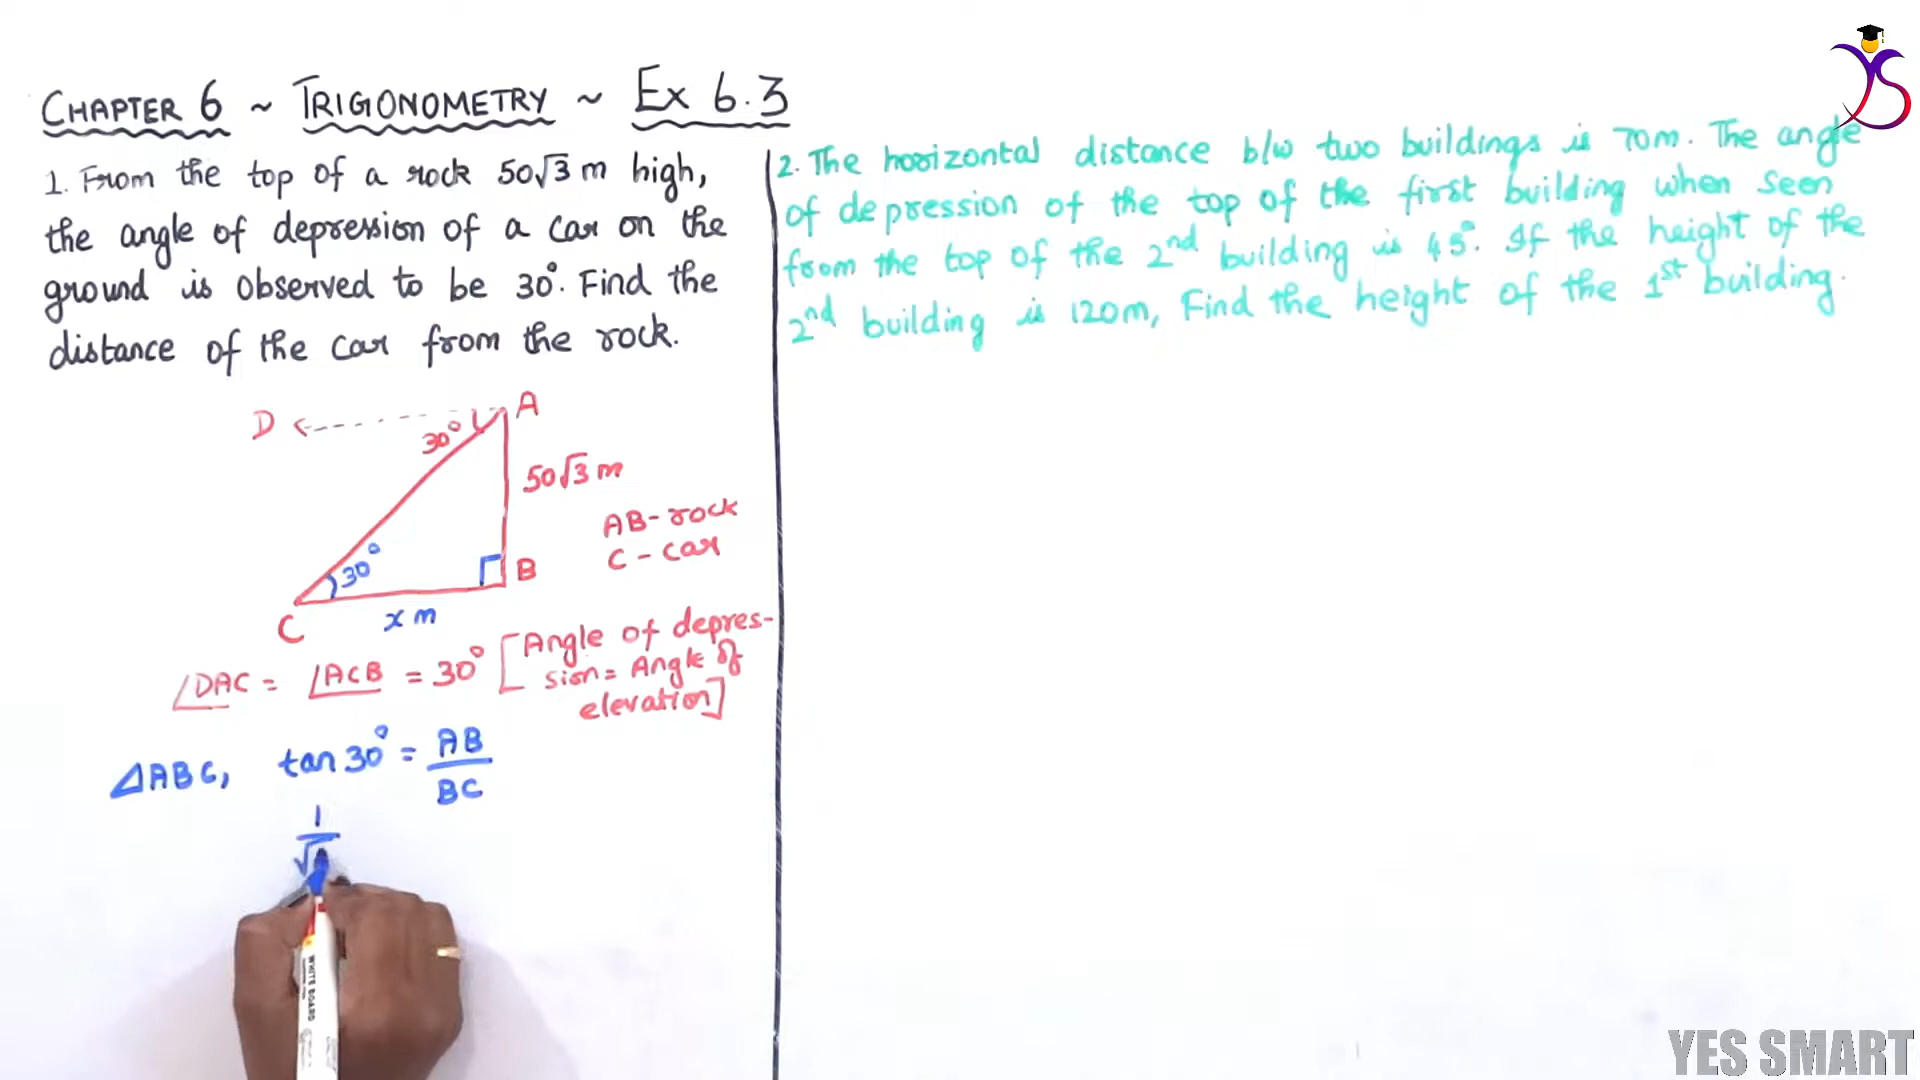 CHAPTER 6 ~ TRIGONOMETRY ~ Ex 6.3
1. From the top of a rock 50√3 m high,
the angle of depression of a car on the
ground is observed to be 30°. Find the
distance of the car from the rock.
D
A
30°
50√3 m
AB - rock
C - car
30°
B
C
x m
∠DAC = ∠ACB = 30° [Angle of depres-
sion = Angle of
elevation]
△ABC, tan 30° = AB/BC
1
√
WHITE BOARD
2. The horizontal distance b/w two buildings is 70m. The angle
of depression of the top of the first building when seen
from the top of the 2nd building is 45°. If the height of the
2nd building is 120m, Find the height of the 1st building.
YS
YES SMART